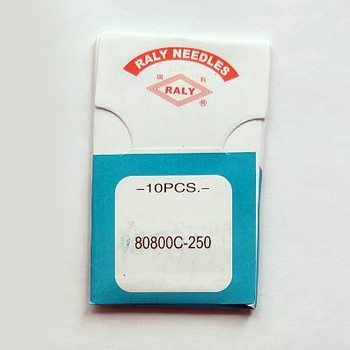 RALY NEEDLES
瑞 利
RALY
®
-10PCS.-
80800C-250